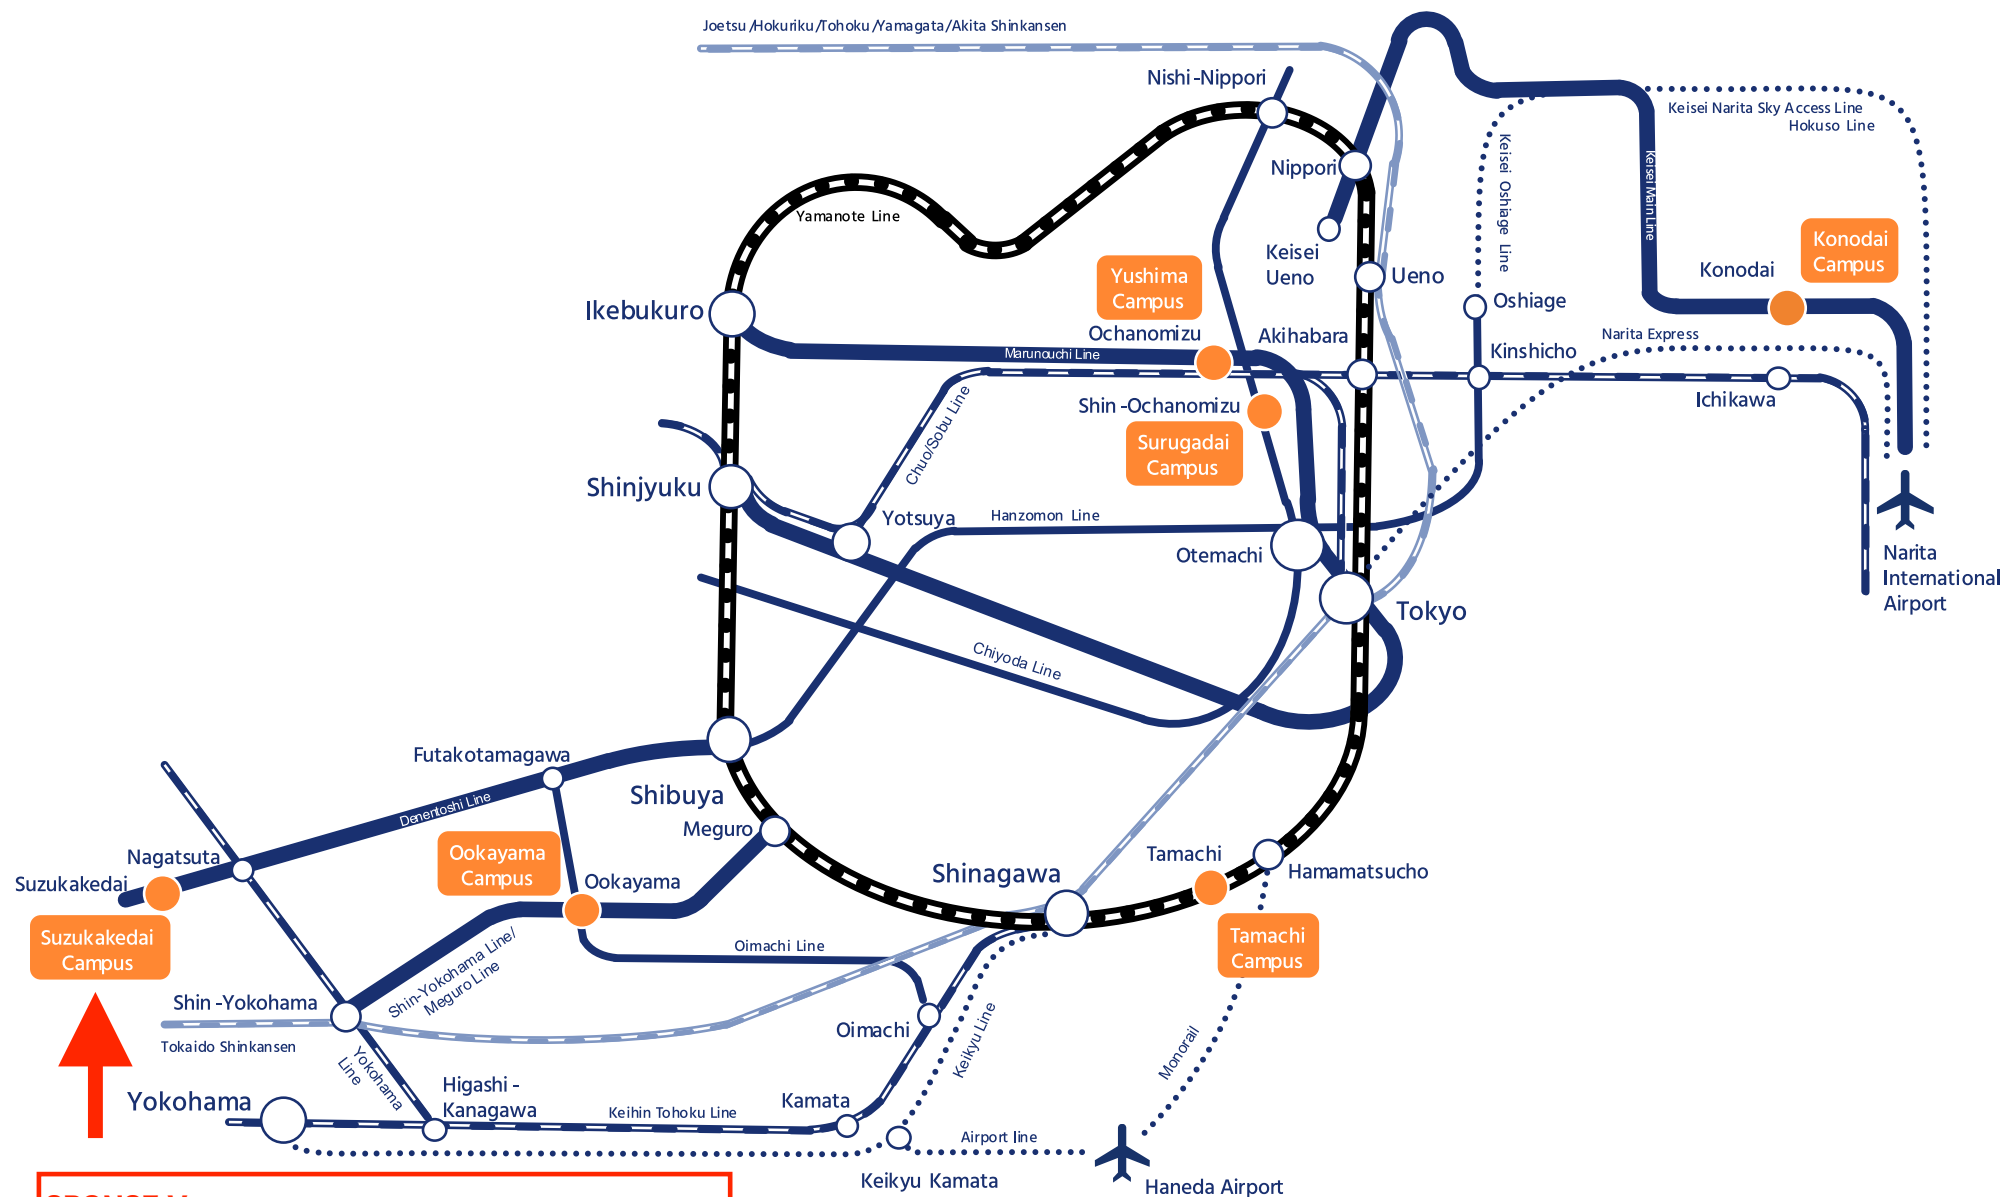 Joetsu/Hokuriku/Tohoku/Yamagata/Akita Shinkansen
Nishi-Nippori
Keisei Narita Sky Access Line
Hokuso Line
Nippori
Keisei Oshiage Line
Keisei Main Line
Yamanote Line
Keisei
Ueno
Ueno
Konodai
Campus
Konodai
Yushima
Campus
Ikebukuro
Oshiage
Ochanomizu
Akihabara
Narita Express
Marunouchi Line
Kinshicho
Chuo/Sobu Line
Shin-Ochanomizu
Ichikawa
Surugadai
Campus
Shinjyuku
Yotsuya
Hanzomon Line
Otemachi
Narita
International
Airport
Tokyo
Chiyoda Line
Futakotamagawa
Shibuya
Denentoshi Line
Meguro
Nagatsuta
Ookayama
Campus
Tamachi
Suzukakedai
Ookayama
Shinagawa
Hamamatsucho
Suzukakedai
Campus
Tamachi
Campus
Oimachi Line
Shin-Yokohama Line/
Meguro Line
Shin-Yokohama
Oimachi
Keikyu Line
Monorail
Tokaido Shinkansen
Yokohama
Line
Yokohama
Higashi-
Kanagawa
Keihin Tohoku Line
Kamata
Airport line
Keikyu Kamata
Haneda Airport